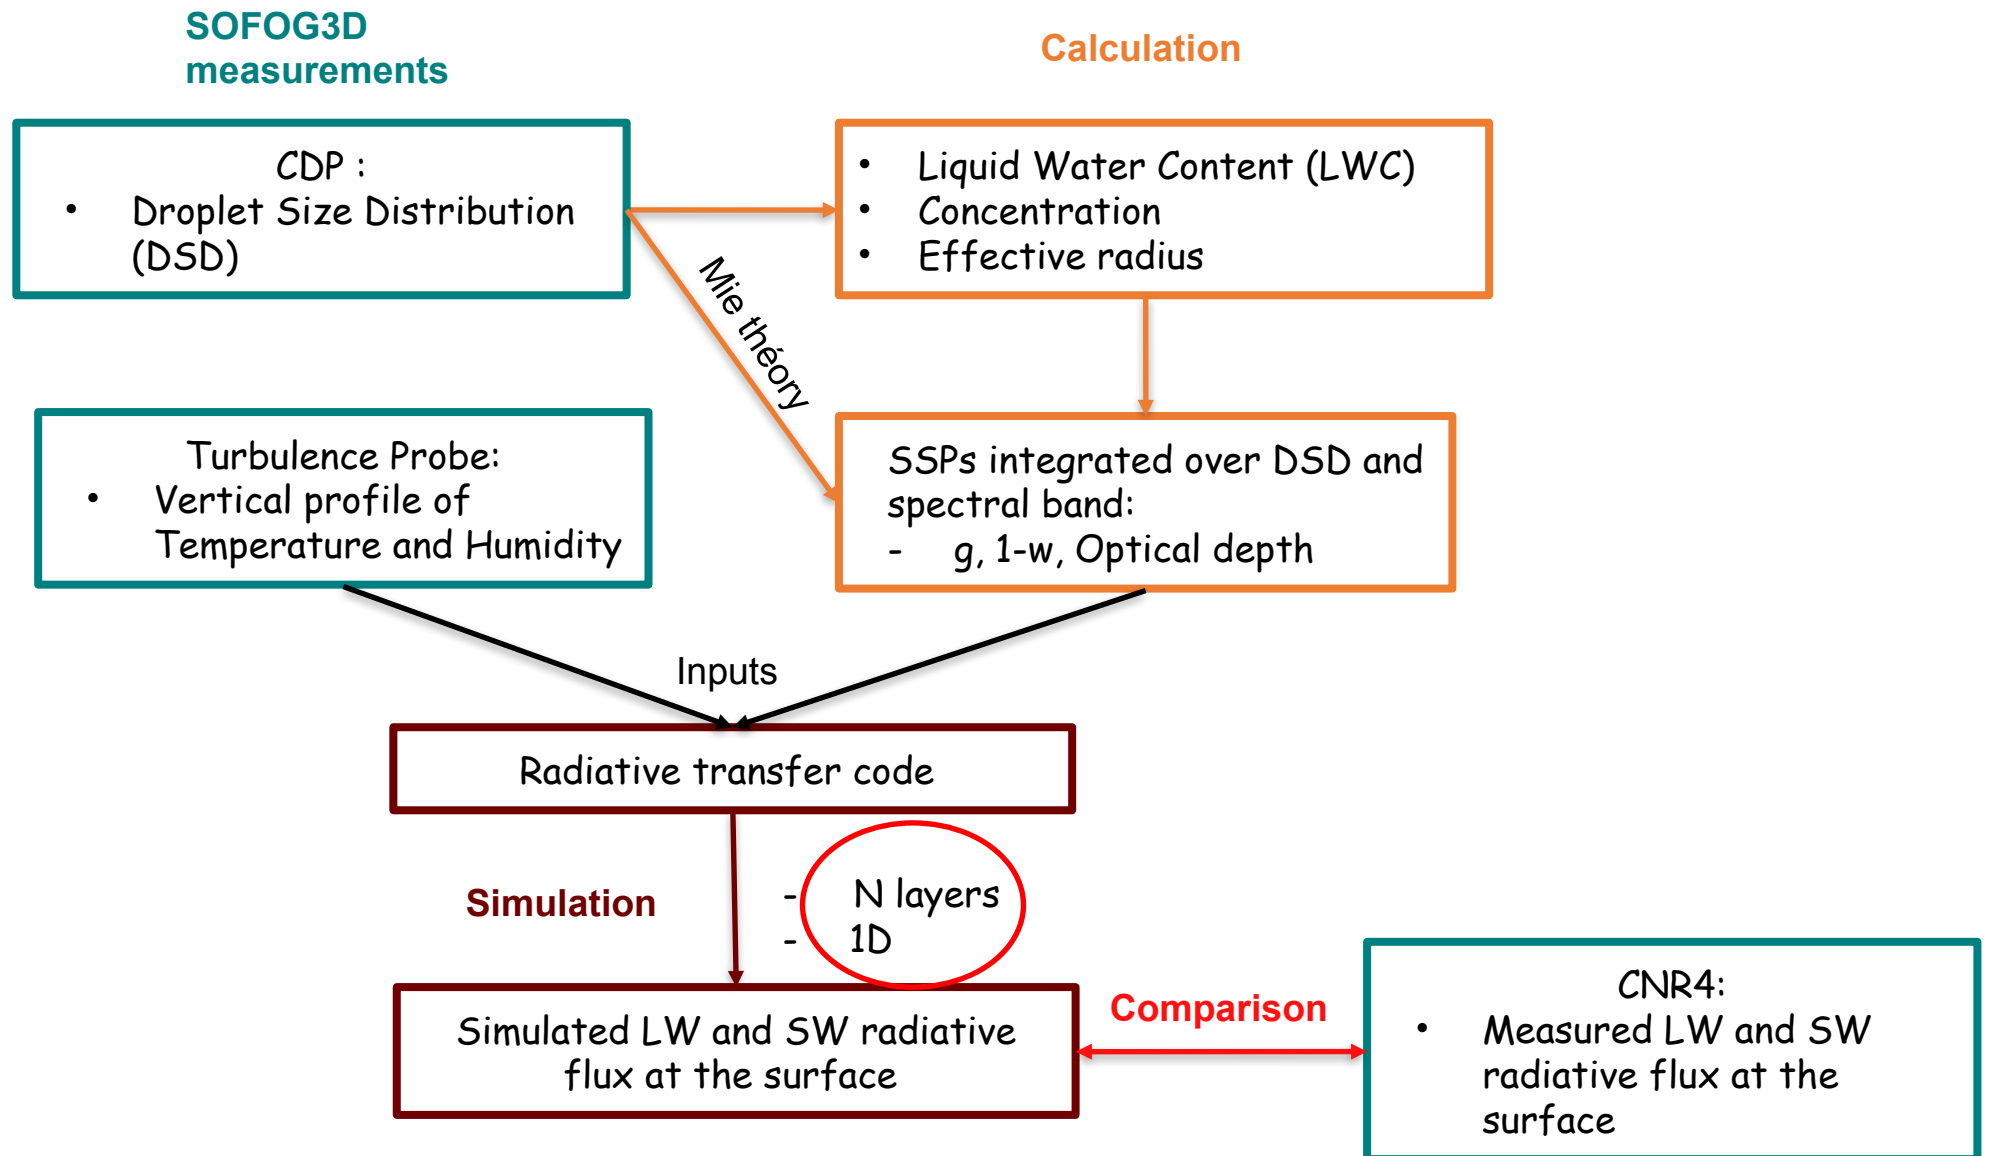 SOFOG3D
measurements
Calculation
CDP :
• Droplet Size Distribution
(DSD)
• Liquid Water Content (LWC)
• Concentration
• Effective radius
Mie théory
Turbulence Probe:
• Vertical profile of
Temperature and Humidity
SSPs integrated over DSD and
spectral band:
- g, 1-w, Optical depth
Inputs
Radiative transfer code
Simulation
- N layers
- 1D
Simulated LW and SW radiative
flux at the surface
Comparison
CNR4:
• Measured LW and SW
radiative flux at the
surface